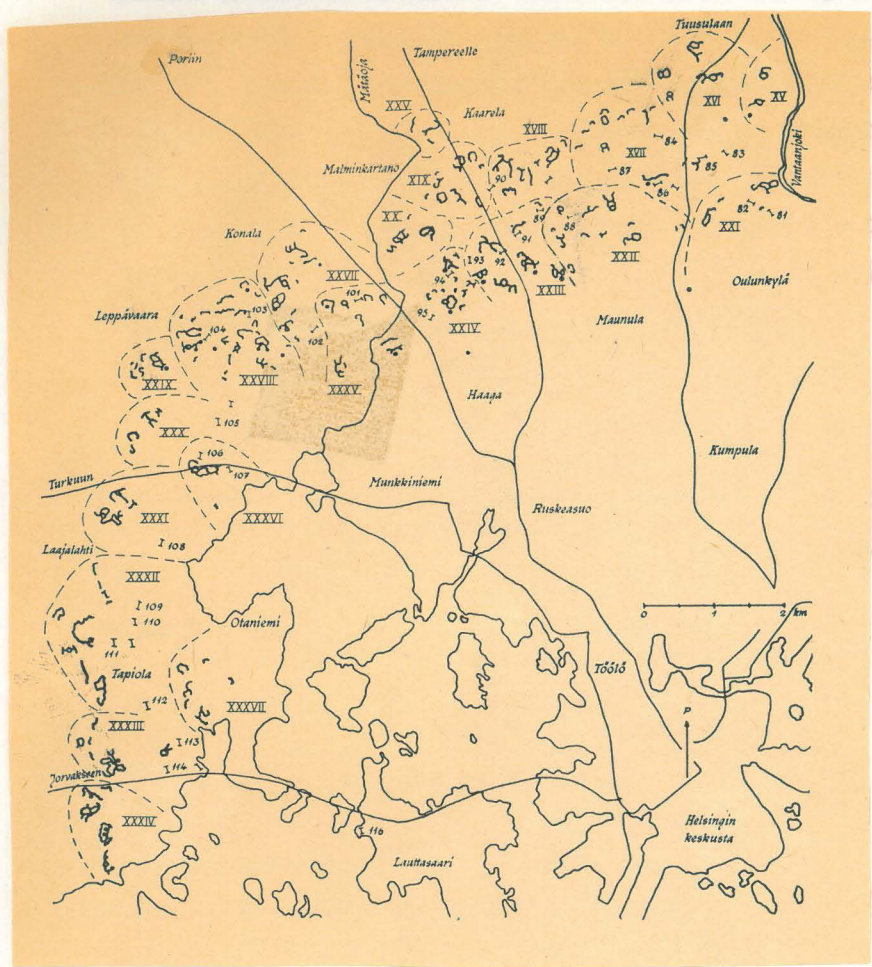 Tuusulaan
Poriin
Mätäoja
Tampereelle
XXV
Kaarela
XVI
XV
XVIII
XVII
84
Vantaanjoki
Malminkartano
90
83
85
87
86
XIX
XX
89
88
82
81
XXI
91
Konala
XXII
XXVII
93
92
94
XXIII
Oulunkylä
101
Leppävaara
103
95
104
XXIV
Maunula
102
XXIX
XXVIII
XXXV
Haaga
XXX
105
106
Kumpula
107
Turkuun
Munkkiniemi
XXXI
XXXVI
Ruskeasuo
Laajalahti
108
XXXII
109
0 1 2 km
110
Otaniemi
111
Tapiola
Töölö
112
XXXVII
P
XXXIII
113
114
Jorvakseen
XXXIV
116
Helsingin
keskusta
Lauttasaari